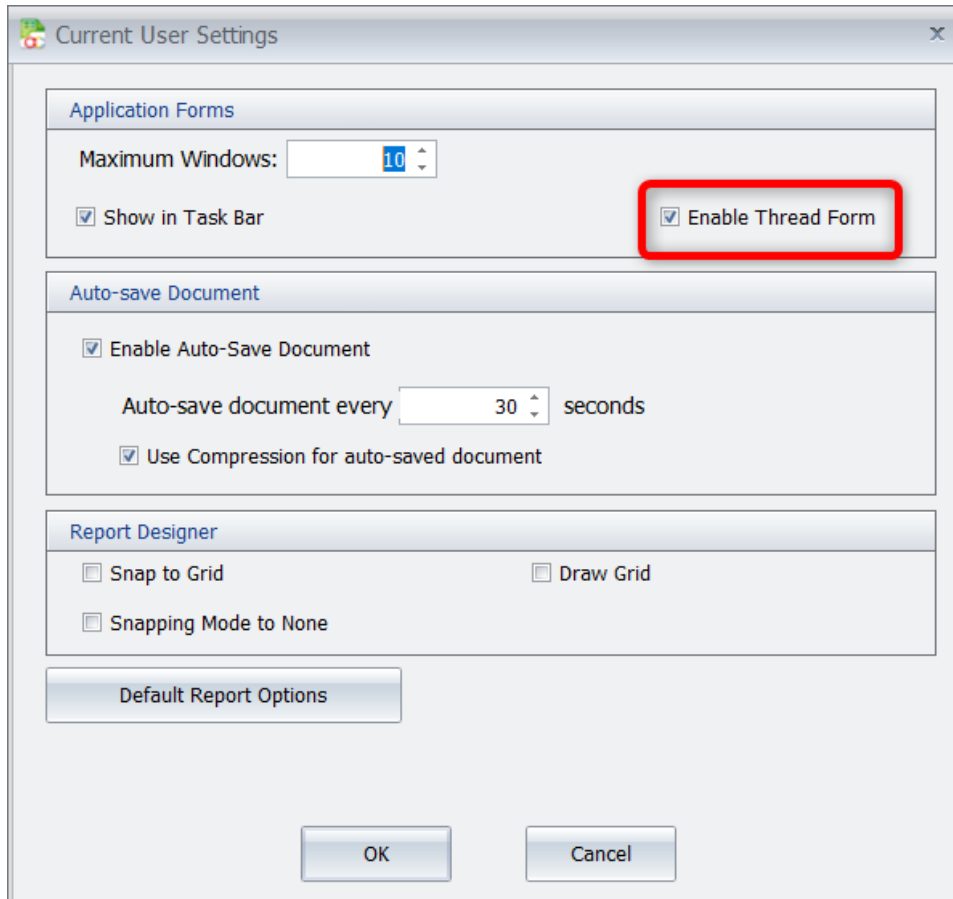 Current User Settings
Application Forms
Maximum Windows: 10
Show in Task Bar Enable Thread Form
Auto-save Document
Enable Auto-Save Document
Auto-save document every 30 seconds
Use Compression for auto-saved document
Report Designer
Snap to Grid Draw Grid
Snapping Mode to None
Default Report Options
OK Cancel